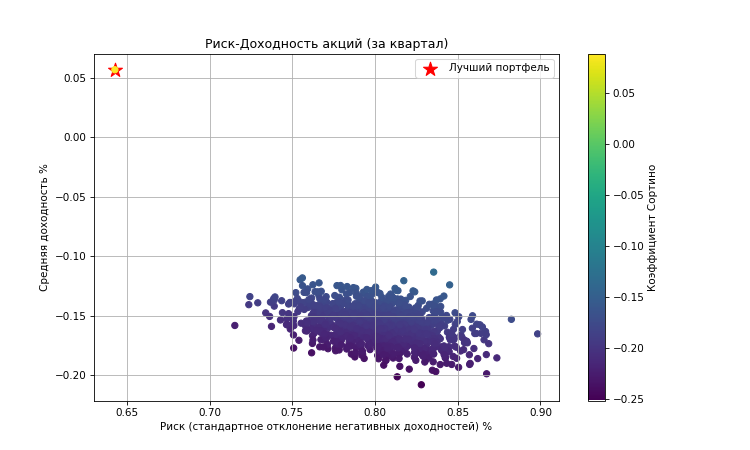 Риск-Доходность акций (за квартал)
Лучший портфель
0.05
0.00
−0.05
−0.10
−0.15
−0.20
Средняя доходность %
0.65 0.70 0.75 0.80 0.85 0.90
Риск (стандартное отклонение негативных доходностей) %
0.05
0.00
−0.05
−0.10
−0.15
−0.20
−0.25
Коэффициент Сортино